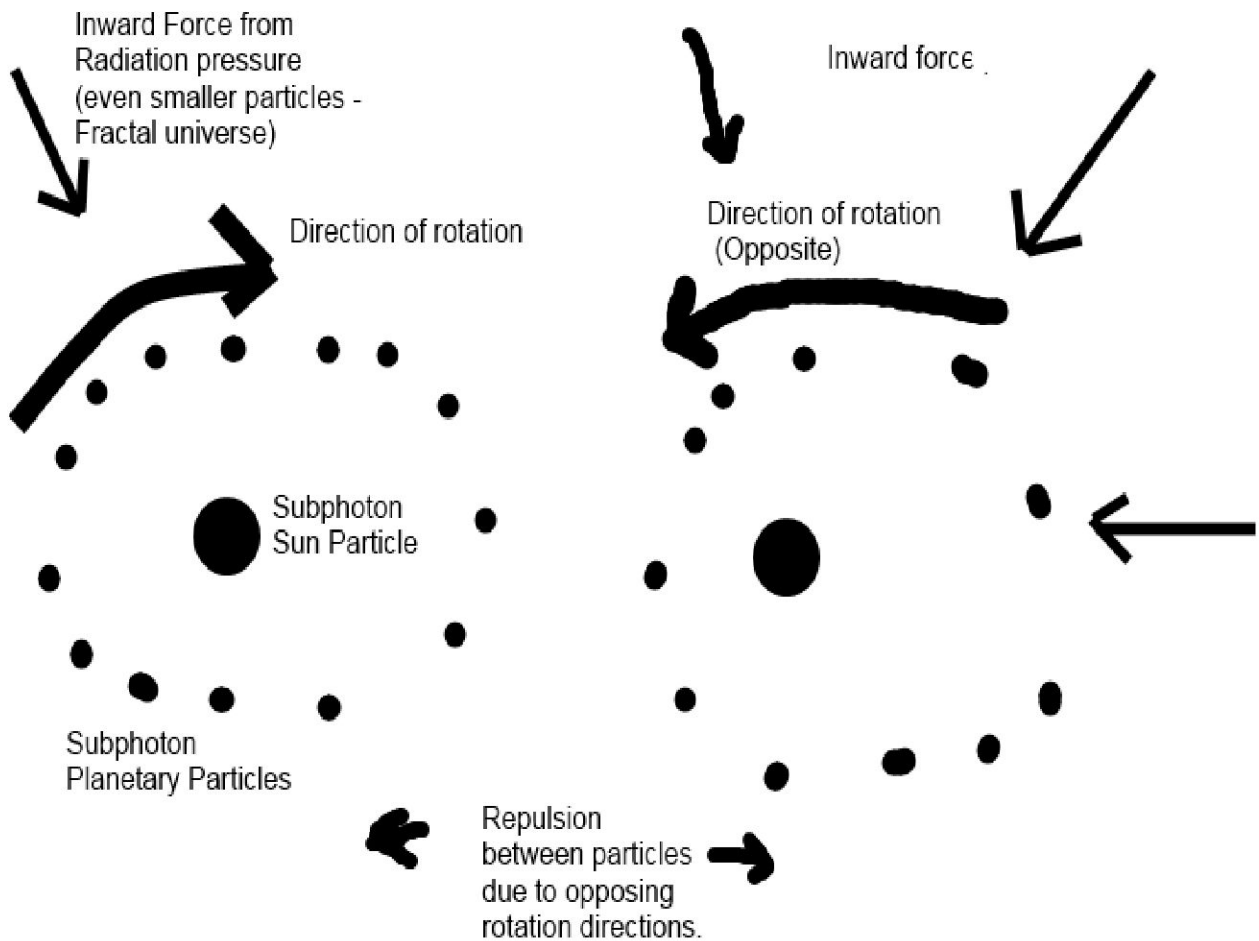 Inward Force from
Radiation pressure
(even smaller particles -
Fractal universe)
Inward force .
Direction of rotation
Direction of rotation
(Opposite)
Subphoton
Sun Particle
Subphoton
Planetary Particles
Repulsion
between particles
due to opposing
rotation directions.